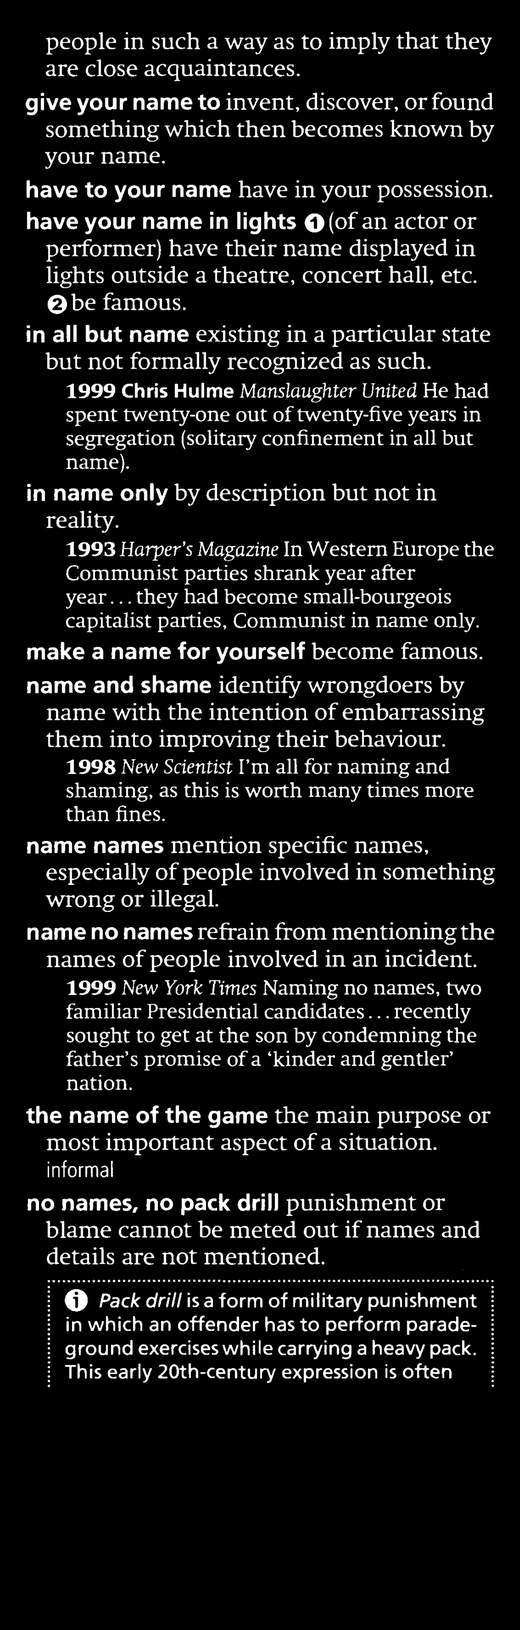 people in such a way as to imply that they
are close acquaintances.
give your name to invent, discover, or found
something which then becomes known by
your name.
have to your name have in your possession.
have your name in lights ❶ (of an actor or
performer) have their name displayed in
lights outside a theatre, concert hall, etc.
❷ be famous.
in all but name existing in a particular state
but not formally recognized as such.
1999 Chris Hulme Manslaughter United He had
spent twenty-one out of twenty-five years in
segregation (solitary confinement in all but
name).
in name only by description but not in
reality.
1993 Harper's Magazine In Western Europe the
Communist parties shrank year after
year...they had become small-bourgeois
capitalist parties, Communist in name only.
make a name for yourself become famous.
name and shame identify wrongdoers by
name with the intention of embarrassing
them into improving their behaviour.
1998 New Scientist I'm all for naming and
shaming, as this is worth many times more
than fines.
name names mention specific names,
especially of people involved in something
wrong or illegal.
name no names refrain from mentioning the
names of people involved in an incident.
1999 New York Times Naming no names, two
familiar Presidential candidates...recently
sought to get at the son by condemning the
father's promise of a 'kinder and gentler'
nation.
the name of the game the main purpose or
most important aspect of a situation.
informal
no names, no pack drill punishment or
blame cannot be meted out if names and
details are not mentioned.
ⓘ Pack drill is a form of military punishment
in which an offender has to perform parade-
ground exercises while carrying a heavy pack.
This early 20th-century expression is often